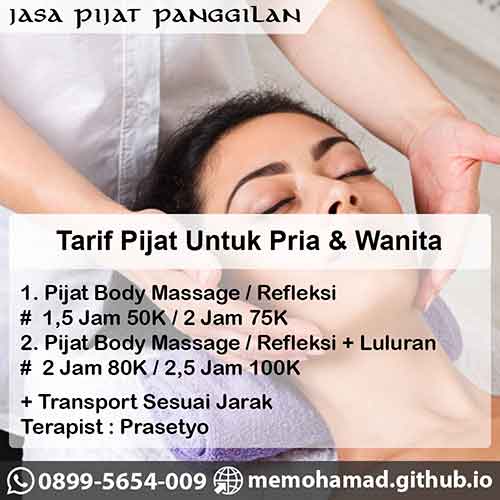 JASA PIJAT PANGGILAN
Tarif Pijat Untuk Pria & Wanita
1. Pijat Body Massage / Refleksi
# 1,5 Jam 50K / 2 Jam 75K
2. Pijat Body Massage / Refleksi + Luluran
# 2 Jam 80K / 2,5 Jam 100K
+ Transport Sesuai Jarak
Terapist : Prasetyo
0899-5654-009 memohamad.github.io